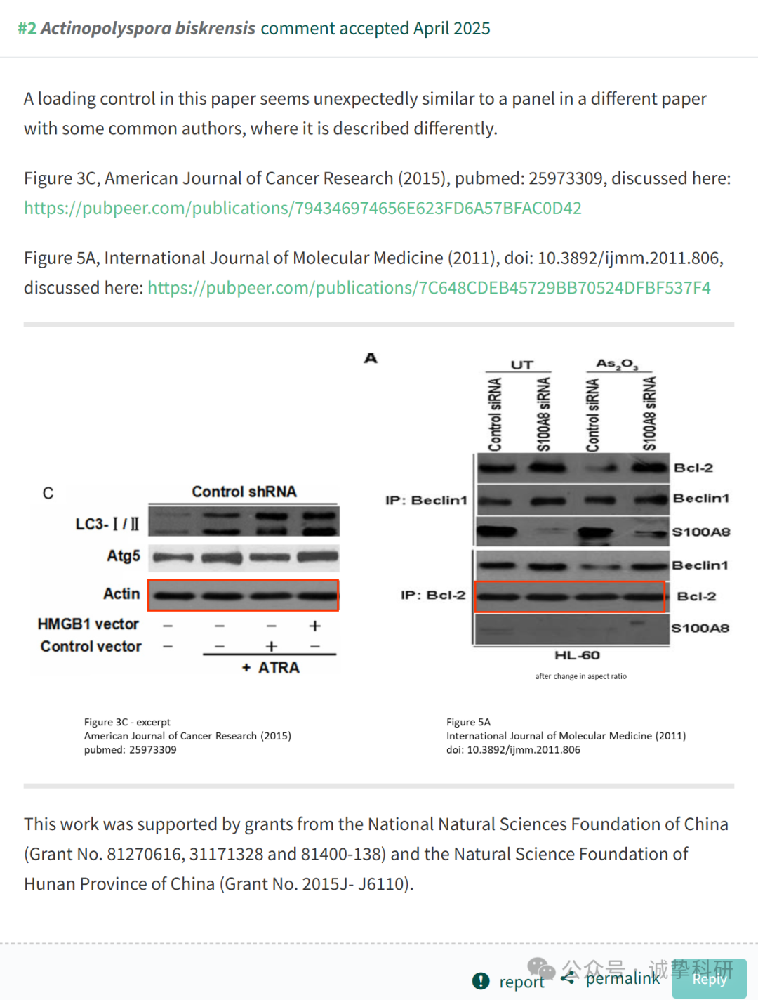 #2 Actinopolyspora biskrensis comment accepted April 2025
A loading control in this paper seems unexpectedly similar to a panel in a different paper
with some common authors, where it is described differently.
Figure 3C, American Journal of Cancer Research (2015), pubmed: 25973309, discussed here:
https://pubpeer.com/publications/794346974656E623FD6A57BFAC0D42
Figure 5A, International Journal of Molecular Medicine (2011), doi: 10.3892/ijmm.2011.806,
discussed here: https://pubpeer.com/publications/7C648CDEB45729BB70524DFBF537F4
C
Control shRNA
LC3-Ⅰ/Ⅱ
Atg5
Actin
HMGB1 vector − − − +
Control vector − − + −
+ ATRA
Figure 3C - excerpt
American Journal of Cancer Research (2015)
pubmed: 25973309
A
UT As₂O₃
Control siRNA
S100A8 siRNA
Control siRNA
S100A8 siRNA
Bcl-2
IP: Beclin1 Beclin1
S100A8
Beclin1
IP: Bcl-2 Bcl-2
S100A8
HL-60
after change in aspect ratio
Figure 5A
International Journal of Molecular Medicine (2011)
doi: 10.3892/ijmm.2011.806
This work was supported by grants from the National Natural Sciences Foundation of China
(Grant No. 81270616, 31171328 and 81400-138) and the Natural Science Foundation of
Hunan Province of China (Grant No. 2015J- J6110).
report permalink Reply
公众号 · 诚挚科研